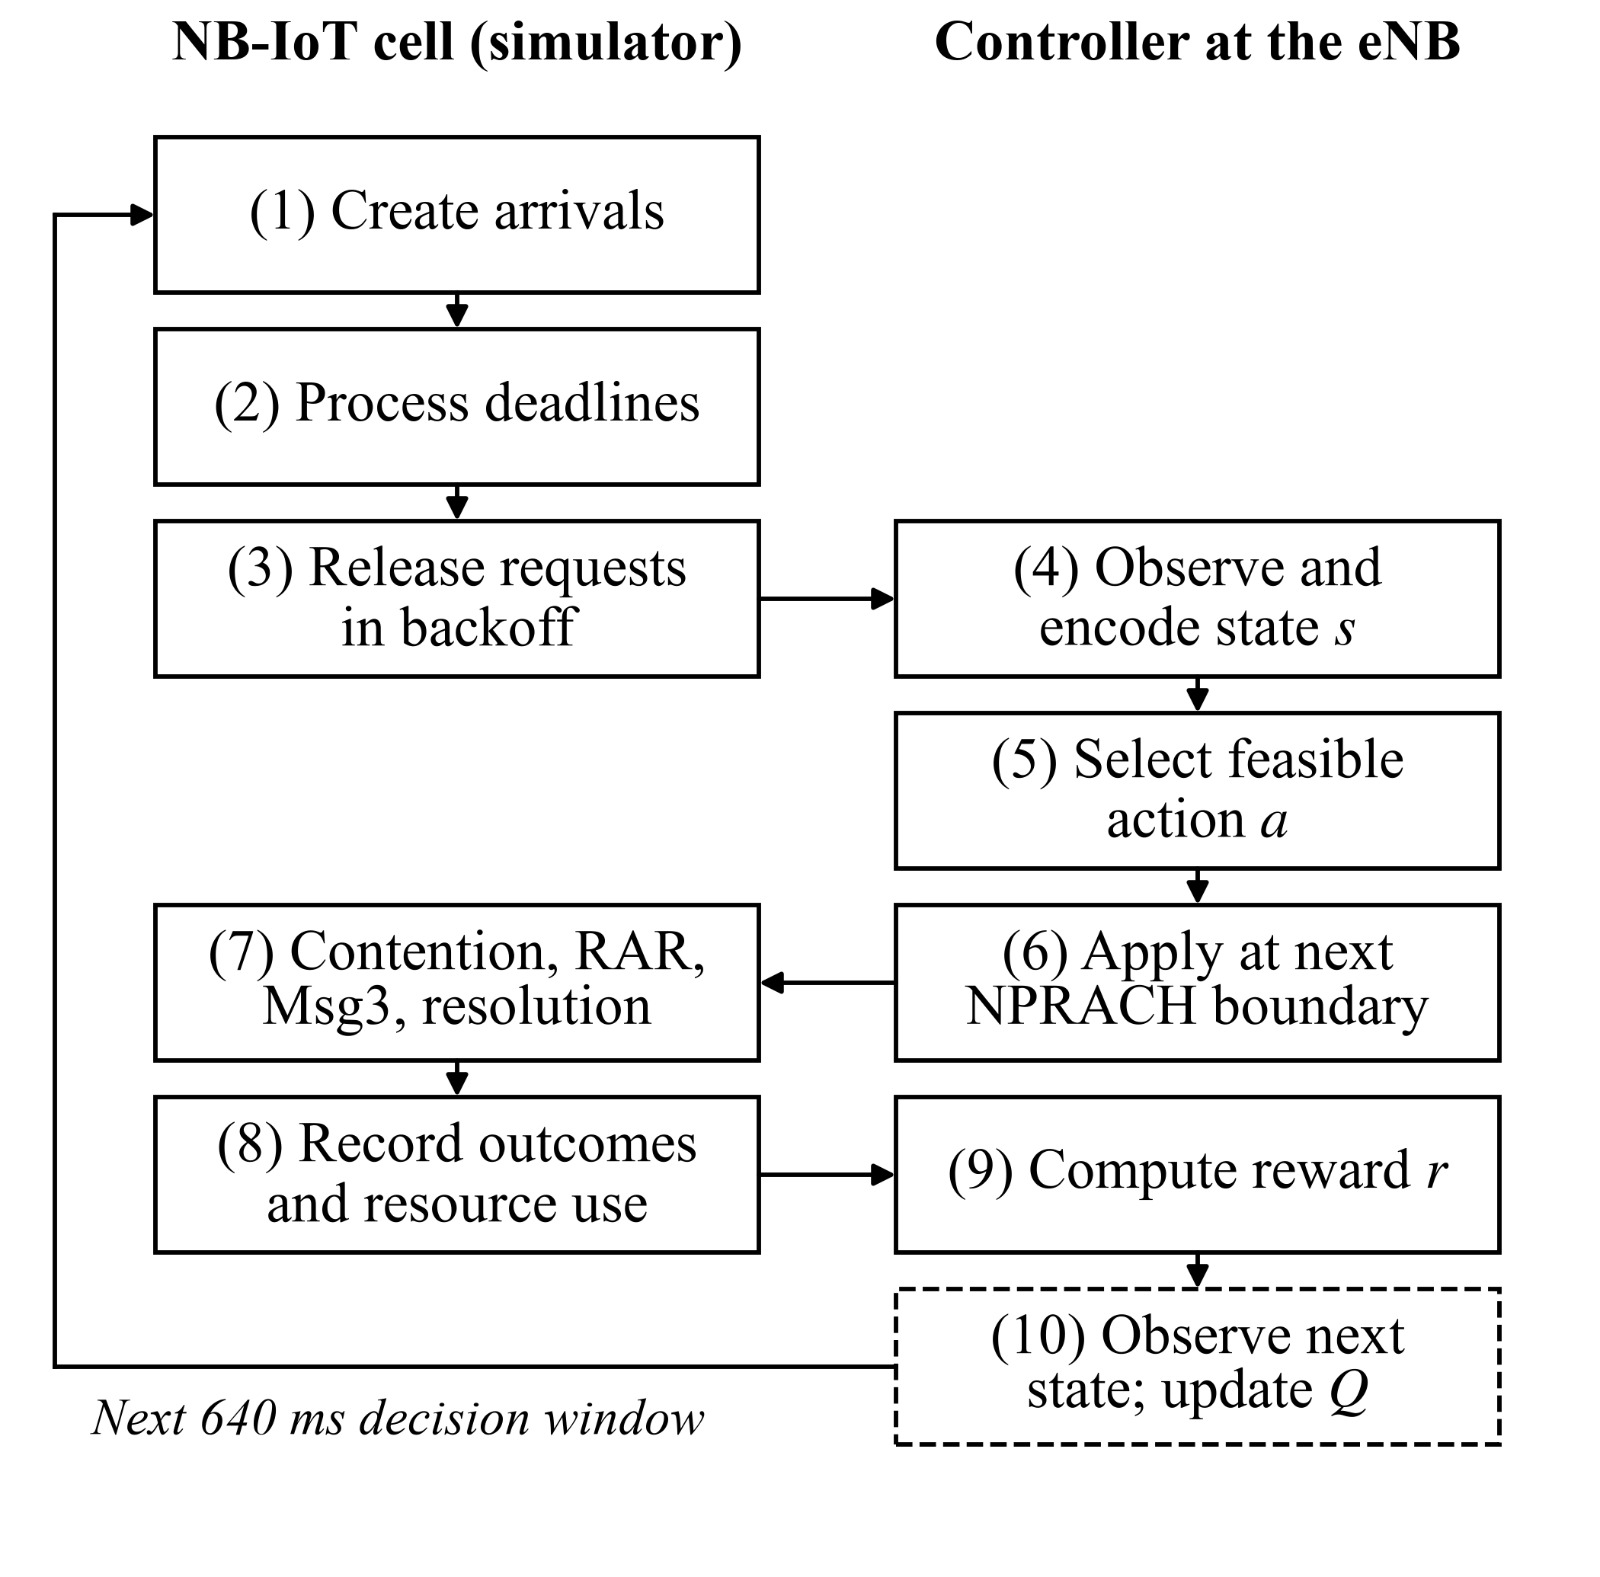 NB-IoT cell (simulator)
Controller at the eNB
(1) Create arrivals
(2) Process deadlines
(3) Release requests
in backoff
(4) Observe and
encode state s
(5) Select feasible
action a
(6) Apply at next
NPRACH boundary
(7) Contention, RAR,
Msg3, resolution
(8) Record outcomes
and resource use
(9) Compute reward r
(10) Observe next
state; update Q
Next 640 ms decision window